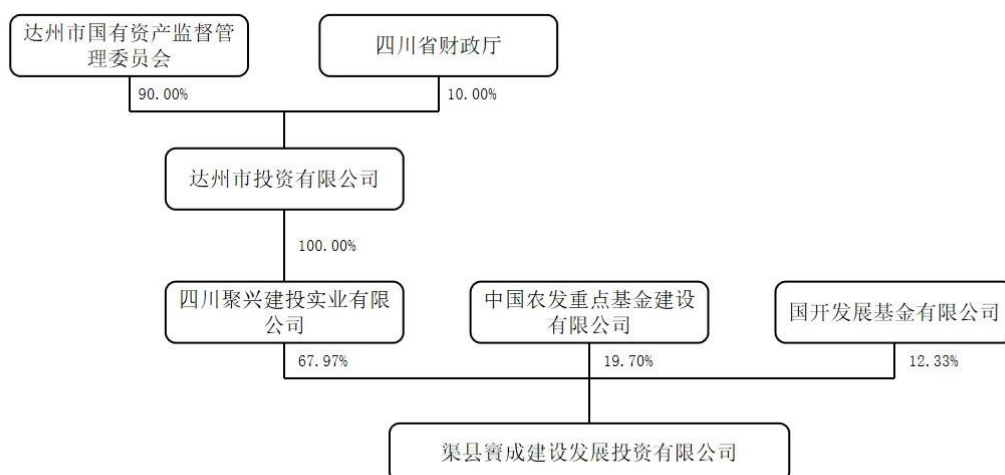 达州市国有资产监督管
理委员会
四川省财政厅
90.00%
10.00%
达州市投资有限公司
100.00%
四川聚兴建投实业有限
公司
中国农发重点基金建设
有限公司
国开发展基金有限公司
67.97%
19.70%
12.33%
渠县賨成建设发展投资有限公司